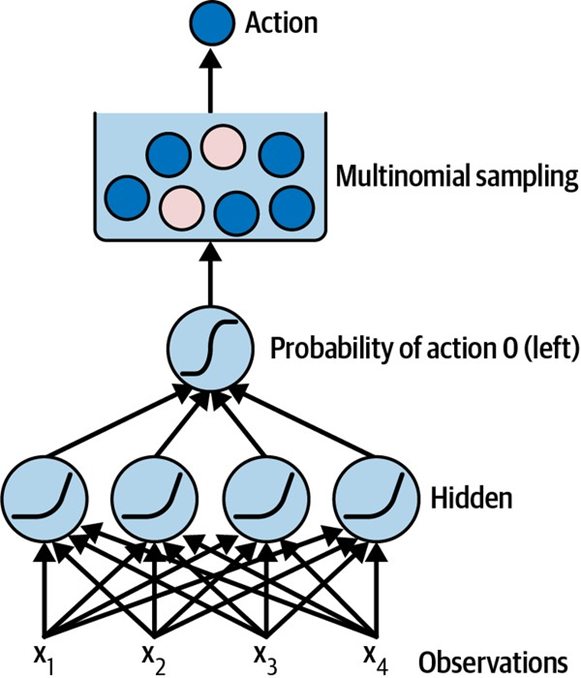 Action
Multinomial sampling
Probability of action 0 (left)
Hidden
x1 x2 x3 x4
Observations